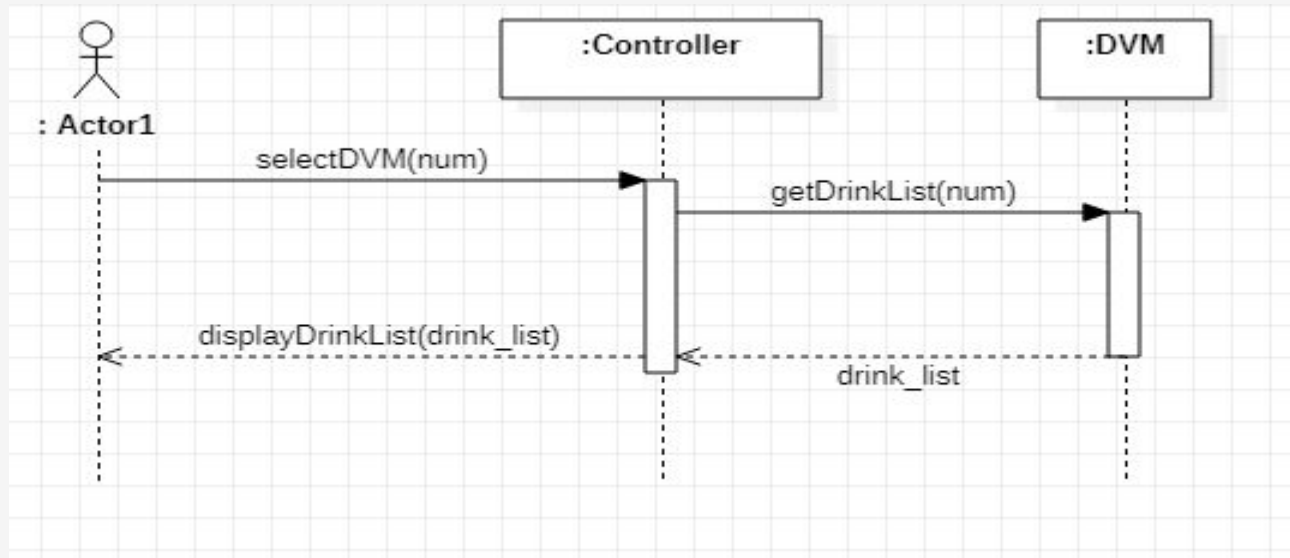 :Controller
:DVM
: Actor1
selectDVM(num)
getDrinkList(num)
displayDrinkList(drink_list)
drink_list